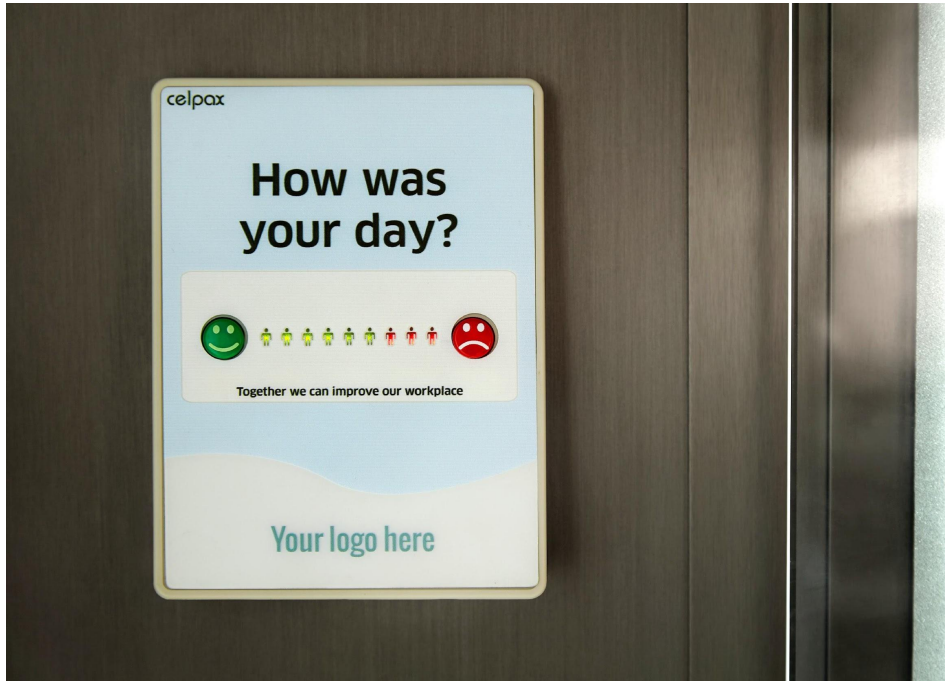 celpax
How was
your day?
Together we can improve our workplace
Your logo here